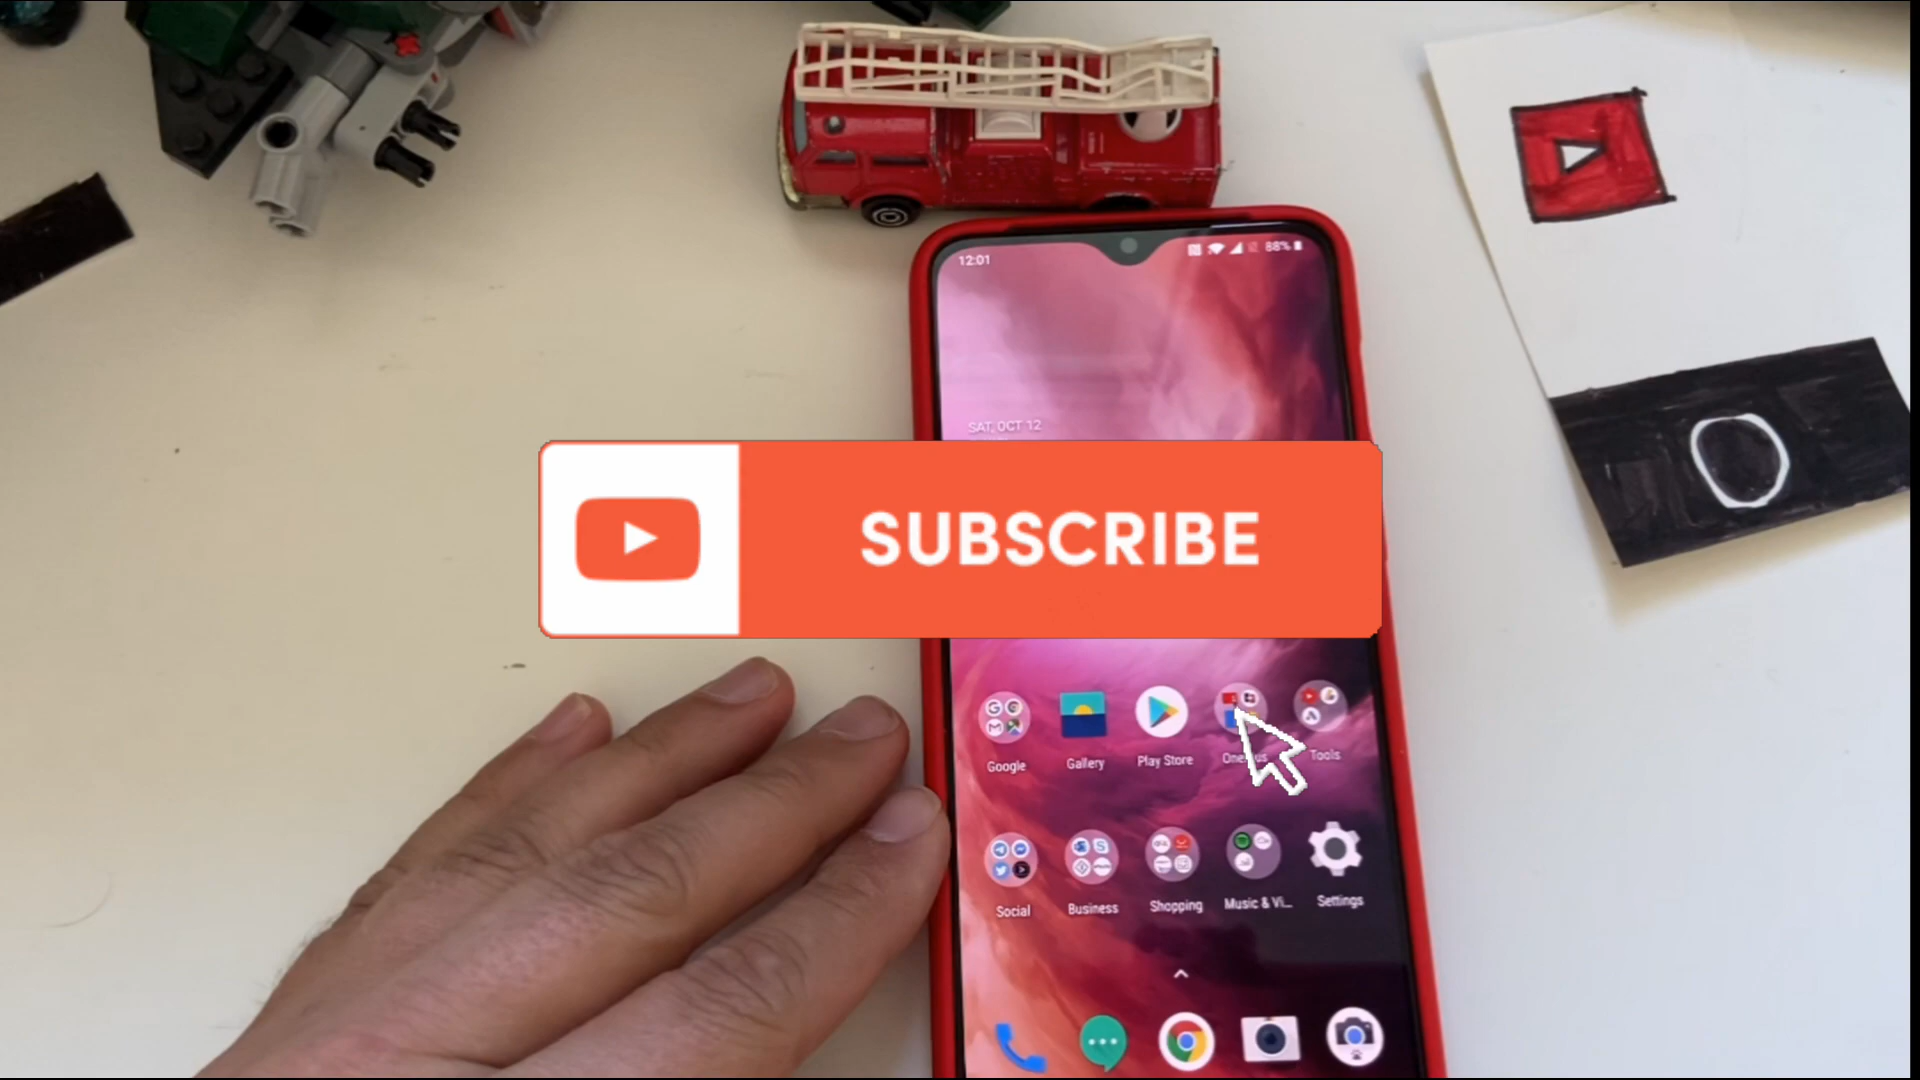 12:01
88%
SAT, OCT 12
SUBSCRIBE
Google
Gallery
Play Store
Tools
Social
Business
Shopping
Music & Vi...
Settings